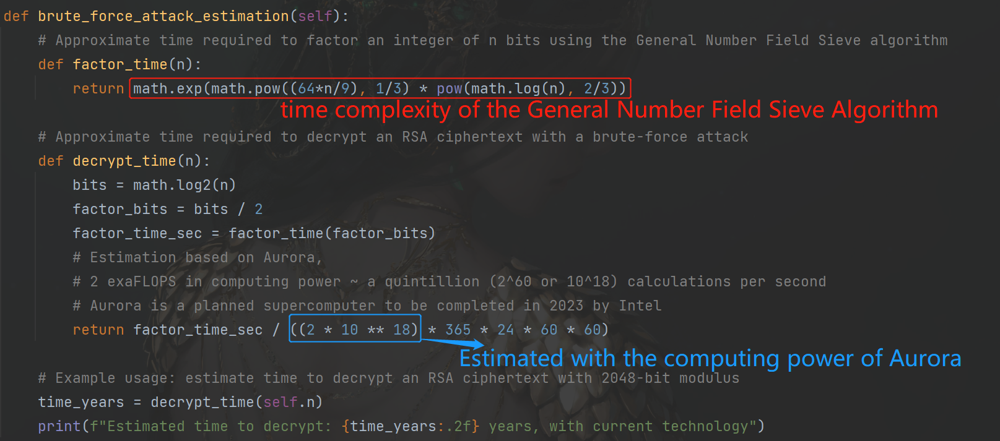 def brute_force_attack_estimation(self):
# Approximate time required to factor an integer of n bits using the General Number Field Sieve algorithm
def factor_time(n):
return math.exp(math.pow((64*n/9), 1/3) * pow(math.log(n), 2/3))
time complexity of the General Number Field Sieve Algorithm
# Approximate time required to decrypt an RSA ciphertext with a brute-force attack
def decrypt_time(n):
bits = math.log2(n)
factor_bits = bits / 2
factor_time_sec = factor_time(factor_bits)
# Estimation based on Aurora,
# 2 exaFLOPS in computing power ~ a quintillion (2^60 or 10^18) calculations per second
# Aurora is a planned supercomputer to be completed in 2023 by Intel
return factor_time_sec / ((2 * 10 ** 18) * 365 * 24 * 60 * 60)
Estimated with the computing power of Aurora
# Example usage: estimate time to decrypt an RSA ciphertext with 2048-bit modulus
time_years = decrypt_time(self.n)
print(f"Estimated time to decrypt: {time_years:.2f} years, with current technology")